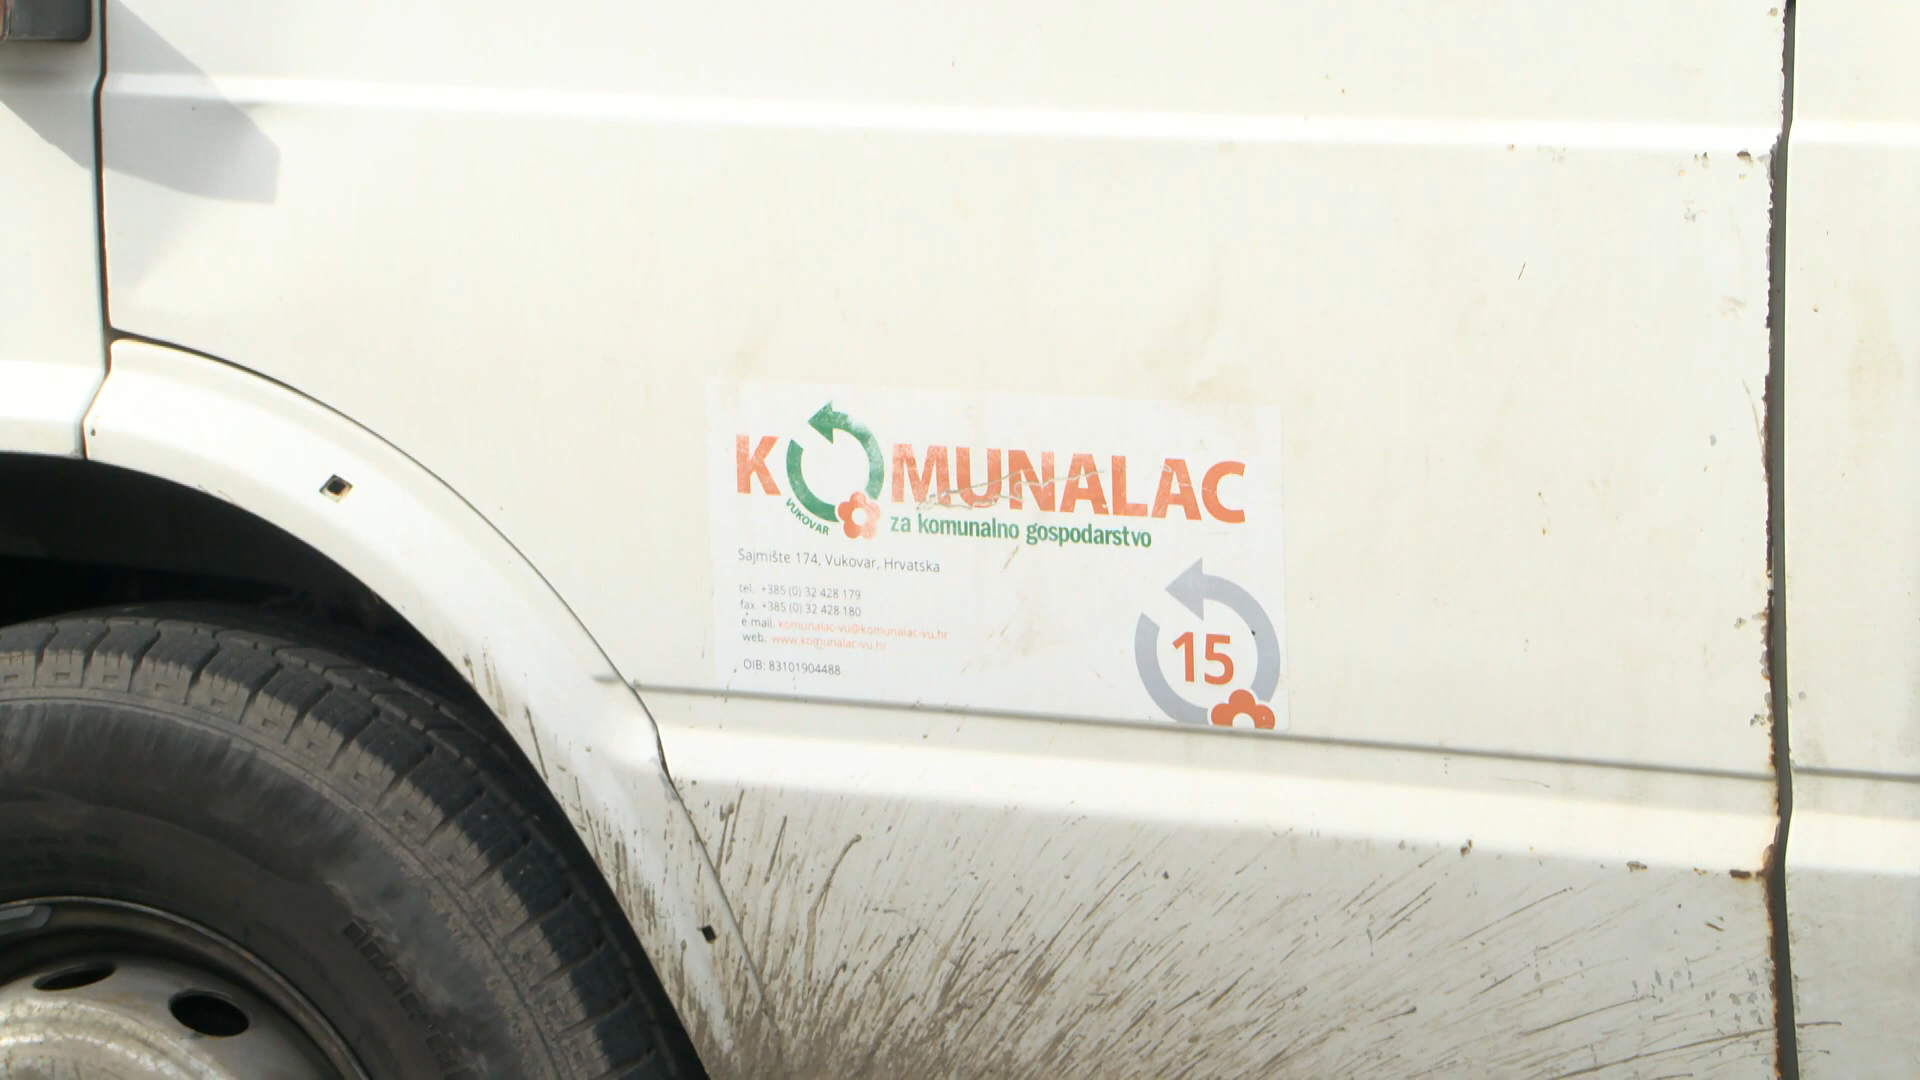 KOMUNALAC
VUKOVAR
za komunalno gospodarstvo
Sajmište 174, Vukovar, Hrvatska
tel. +385 (0) 32 428 179
fax. +385 (0) 32 428 180
e mail. komunalac-vu@komunalac-vu.hr
web. www.komunalac-vu.hr
OIB: 83101904488
15